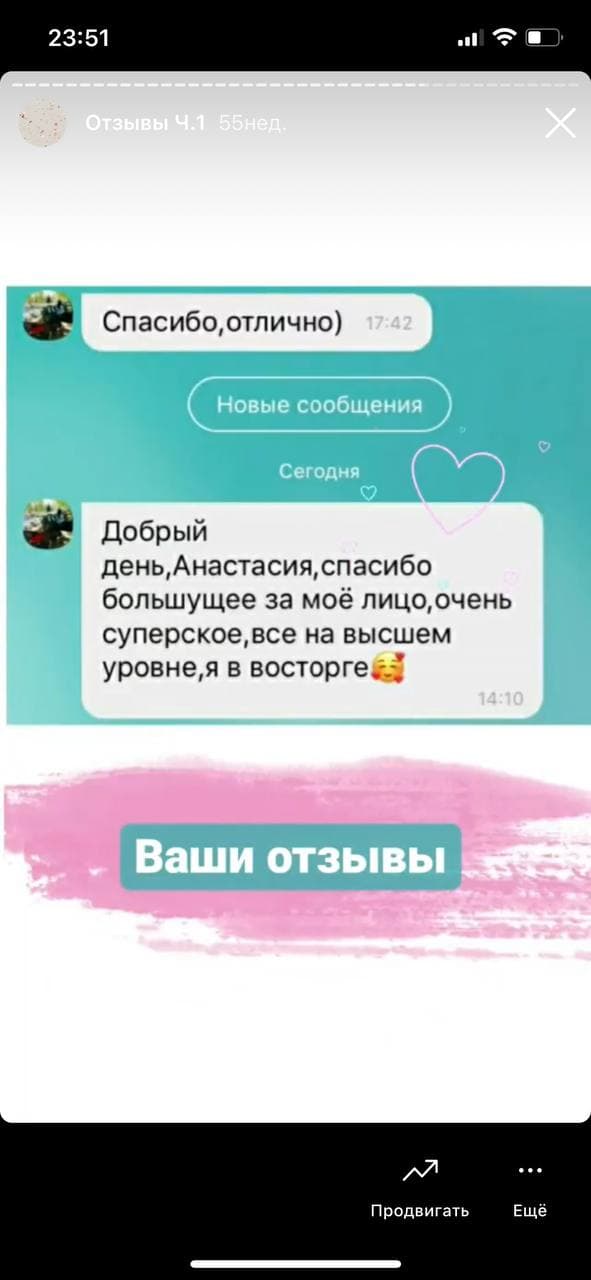 23:51
Отзывы Ч.1 55нед.
Спасибо,отлично) 17:42
Новые сообщения
Сегодня
Добрый
день,Анастасия,спасибо
большущее за моё лицо,очень
суперское,все на высшем
уровне,я в восторге🥰
14:10
Ваши отзывы
Продвигать Ещё